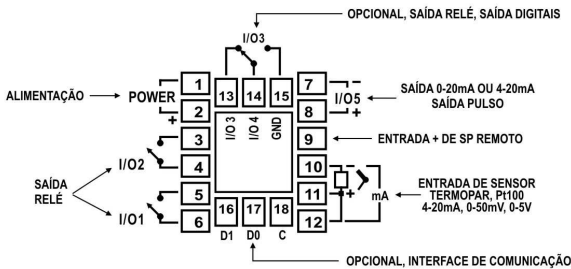 OPCIONAL, SAÍDA RELÉ, SAÍDA DIGITAIS
I/O3
ALIMENTAÇÃO
POWER
+
1
2
3
4
5
6
13
14
15
I/O 3
I/O 4
GND
7
8
9
10
11
12
I/O5
+
SAÍDA 0-20mA OU 4-20mA
SAÍDA PULSO
ENTRADA + DE SP REMOTO
I/O2
SAÍDA
RELÉ
I/O1
+
mA
ENTRADA DE SENSOR
TERMOPAR, Pt100
4-20mA, 0-50mV, 0-5V
16
17
18
D1
D0
C
OPCIONAL, INTERFACE DE COMUNICAÇÃO